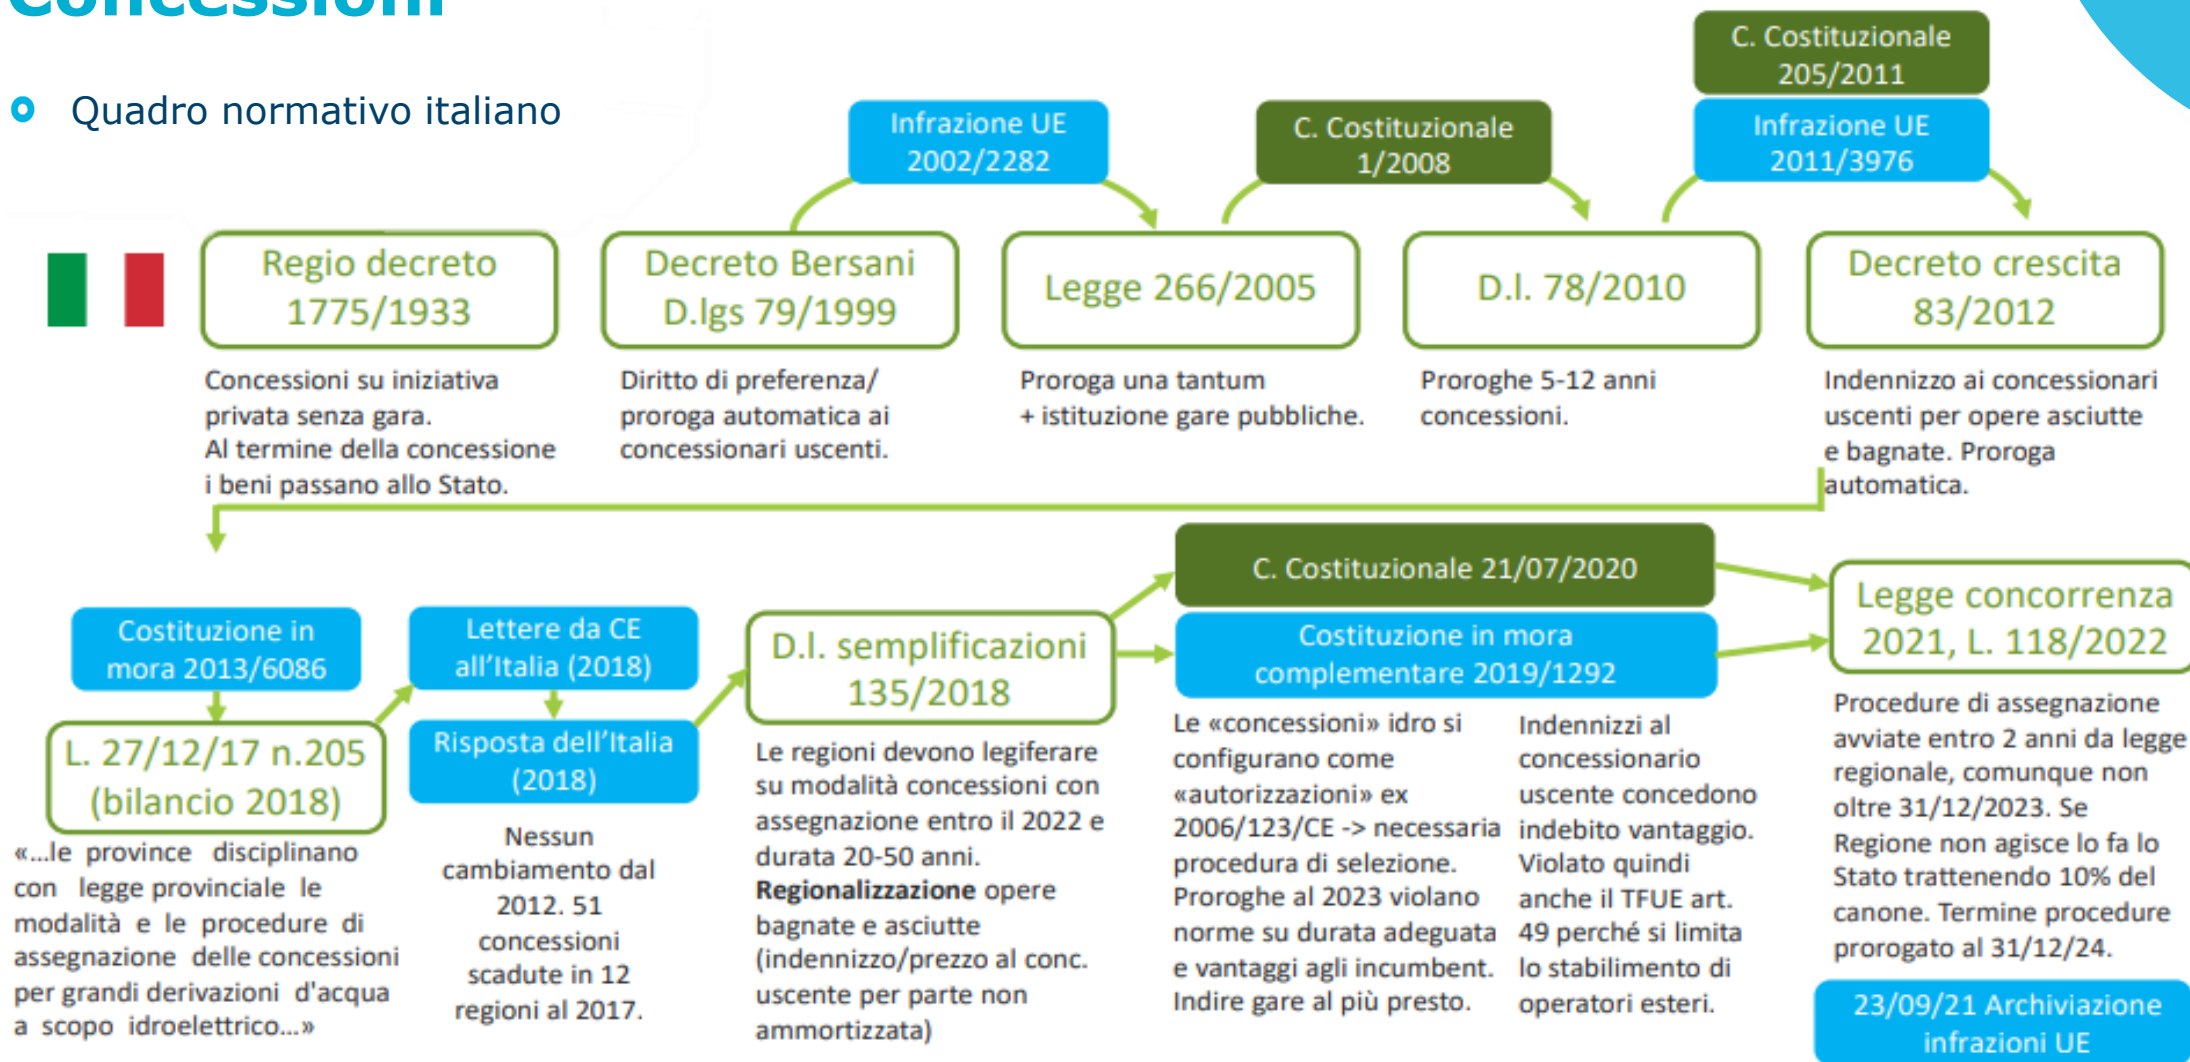 Concessioni
Quadro normativo italiano
Infrazione UE
2002/2282
C. Costituzionale
1/2008
C. Costituzionale
205/2011
Infrazione UE
2011/3976
Regio decreto
1775/1933
Concessioni su iniziativa
privata senza gara.
Al termine della concessione
i beni passano allo Stato.
Decreto Bersani
D.lgs 79/1999
Diritto di preferenza/
proroga automatica ai
concessionari uscenti.
Legge 266/2005
Proroga una tantum
+ istituzione gare pubbliche.
D.l. 78/2010
Proroghe 5-12 anni
concessioni.
Decreto crescita
83/2012
Indennizzo ai concessionari
uscenti per opere asciutte
e bagnate. Proroga
automatica.
Costituzione in
mora 2013/6086
L. 27/12/17 n.205
(bilancio 2018)
«...le province disciplinano
con legge provinciale le
modalità e le procedure di
assegnazione delle concessioni
per grandi derivazioni d'acqua
a scopo idroelettrico...»
Lettere da CE
all'Italia (2018)
Risposta dell'Italia
(2018)
Nessun
cambiamento dal
2012. 51
concessioni
scadute in 12
regioni al 2017.
D.l. semplificazioni
135/2018
Le regioni devono legiferare
su modalità concessioni con
assegnazione entro il 2022 e
durata 20-50 anni.
Regionalizzazione opere
bagnate e asciutte
(indennizzo/prezzo al conc.
uscente per parte non
ammortizzata)
C. Costituzionale 21/07/2020
Costituzione in mora
complementare 2019/1292
Le «concessioni» idro si
configurano come
«autorizzazioni» ex
2006/123/CE -> necessaria
procedura di selezione.
Proroghe al 2023 violano
norme su durata adeguata
e vantaggi agli incumbent.
Indire gare al più presto.
Indennizzi al
concessionario
uscente concedono
indebito vantaggio.
Violato quindi
anche il TFUE art.
49 perché si limita
lo stabilimento di
operatori esteri.
Legge concorrenza
2021, L. 118/2022
Procedure di assegnazione
avviate entro 2 anni da legge
regionale, comunque non
oltre 31/12/2023. Se
Regione non agisce lo fa lo
Stato trattenendo 10% del
canone. Termine procedure
prorogato al 31/12/24.
23/09/21 Archiviazione
infrazioni UE